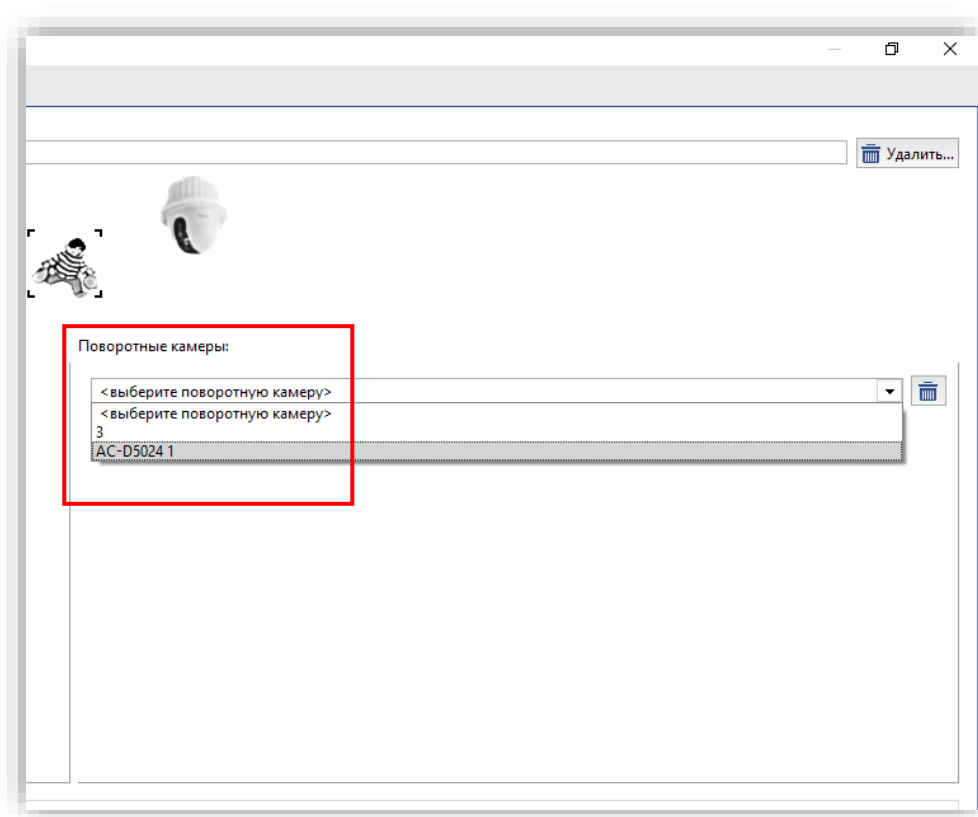 Удалить...
Поворотные камеры:
<выберите поворотную камеру>
<выберите поворотную камеру>
3
AC-D5024 1